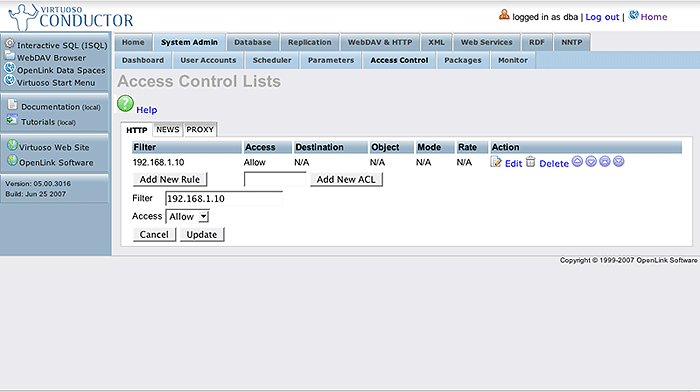 VIRTUOSO
CONDUCTOR
logged in as dba | Log out | Home
Interactive SQL (ISQL)
WebDAV Browser
OpenLink Data Spaces
Virtuoso Start Menu
Documentation (local)
Tutorials (local)
Virtuoso Web Site
OpenLink Software
Version: 05.00.3016
Build: Jun 25 2007
Home System Admin Database Replication WebDAV & HTTP XML Web Services RDF NNTP
Dashboard User Accounts Scheduler Parameters Access Control Packages Monitor
Access Control Lists
Help
HTTP NEWS PROXY
Filter Access Destination Object Mode Rate Action
192.168.1.10 Allow N/A N/A N/A N/A Edit Delete
Add New Rule Add New ACL
Filter 192.168.1.10
Access Allow
Cancel Update
Copyright © 1999-2007 OpenLink Software